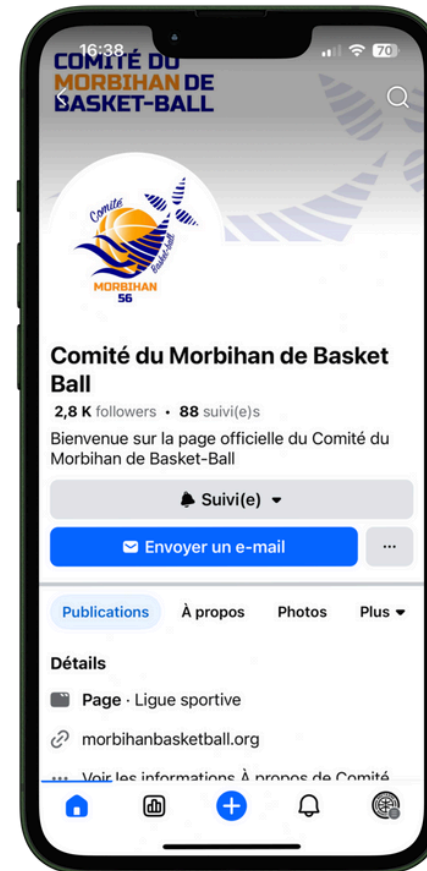 16:38
70
COMITÉ DU
MORBIHAN DE
BASKET-BALL
Comité
Basket-ball
MORBIHAN
56
Comité du Morbihan de Basket
Ball
2,8 K followers • 88 suivi(e)s
Bienvenue sur la page officielle du Comité du
Morbihan de Basket-Ball
Suivi(e)
Envoyer un e-mail
...
Publications À propos Photos Plus
Détails
Page · Ligue sportive
morbihanbasketball.org
... Voir les informations À propos de Comité